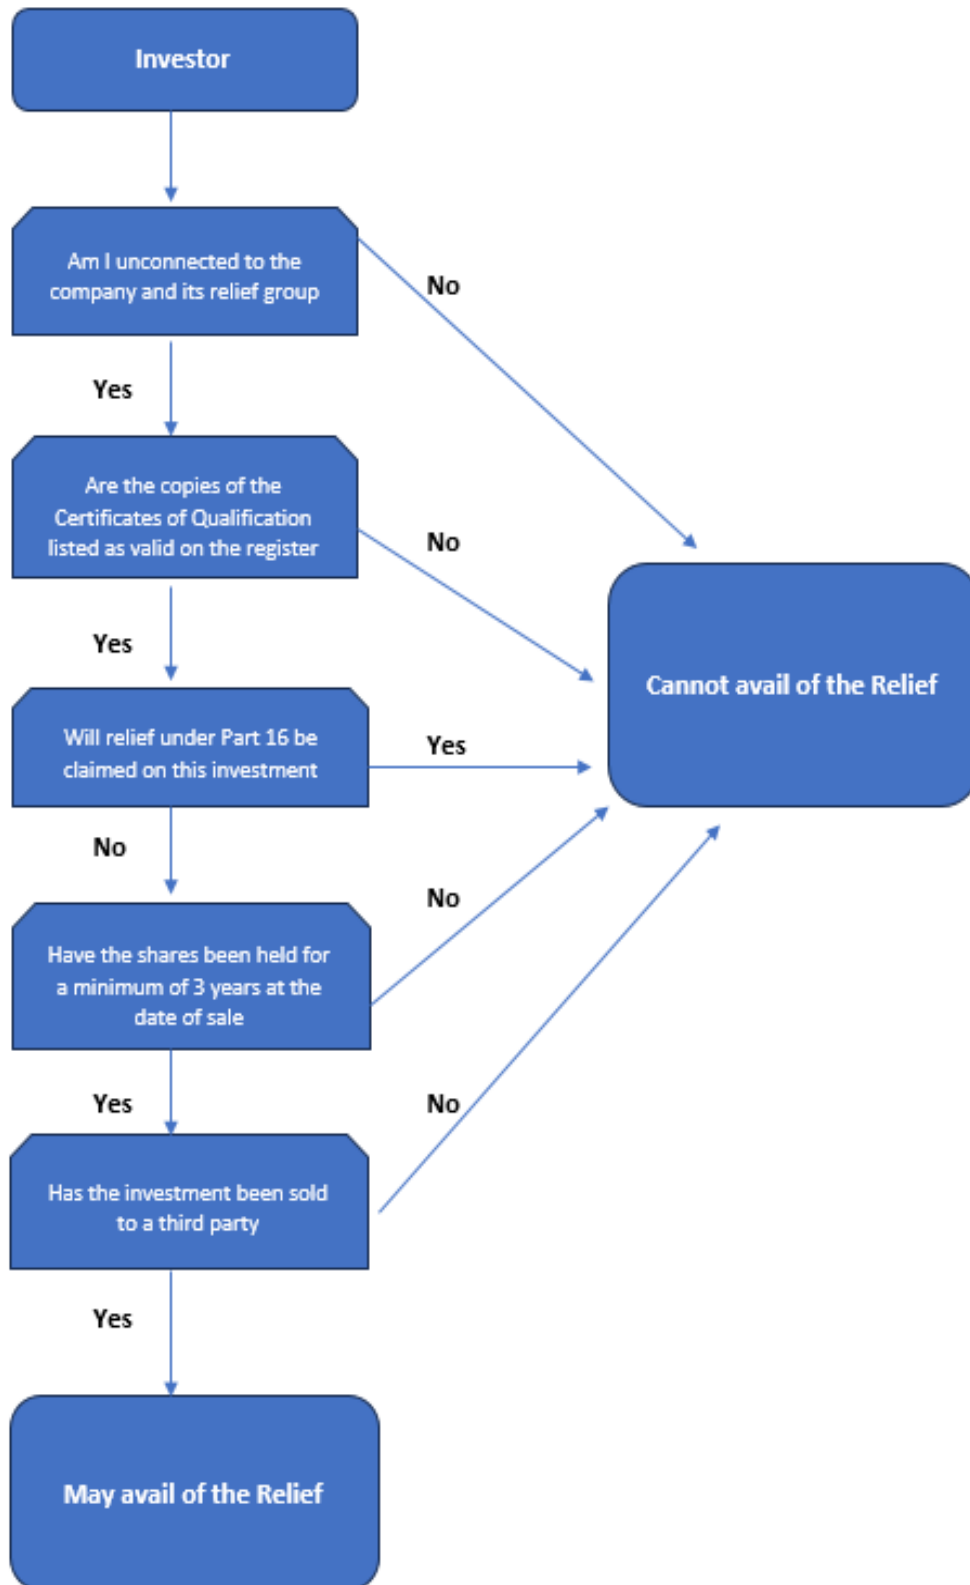 Investor
Am I unconnected to the
company and its relief group
No
Yes
Are the copies of the
Certificates of Qualification
listed as valid on the register
No
Yes
Cannot avail of the Relief
Will relief under Part 16 be
claimed on this investment
Yes
No
Have the shares been held for
a minimum of 3 years at the
date of sale
No
Yes
Has the investment been sold
to a third party
No
Yes
May avail of the Relief